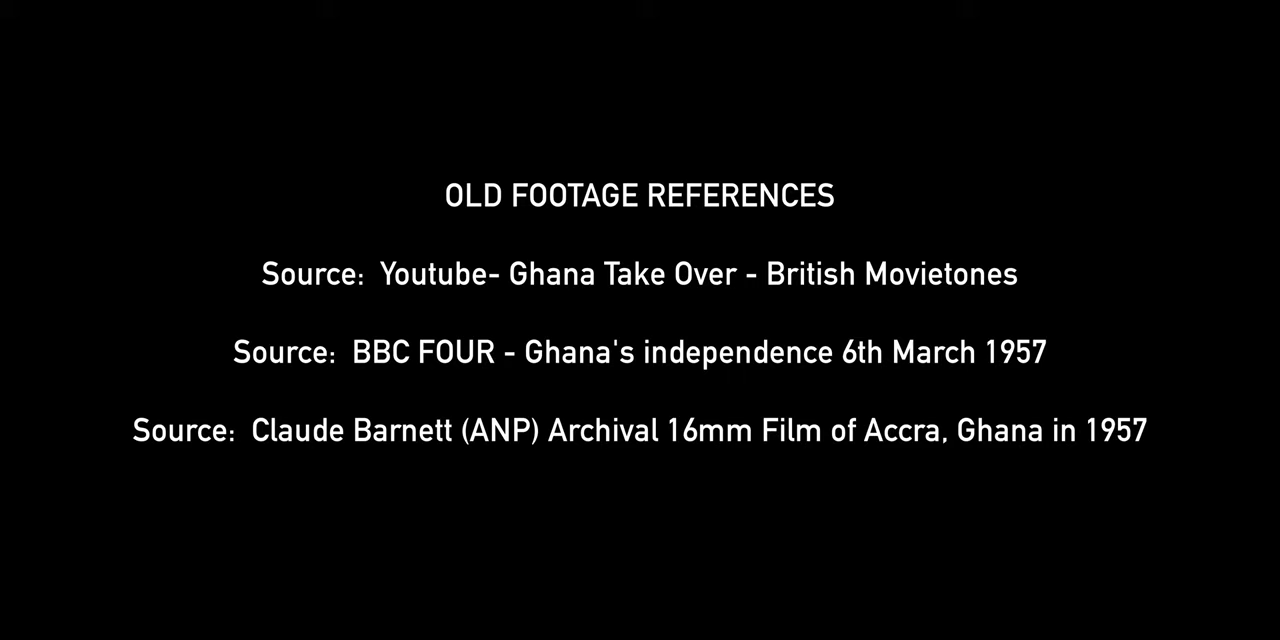 OLD FOOTAGE REFERENCES
Source:  Youtube- Ghana Take Over - British Movietones
Source:  BBC FOUR - Ghana's independence 6th March 1957
Source:  Claude Barnett (ANP) Archival 16mm Film of Accra, Ghana in 1957